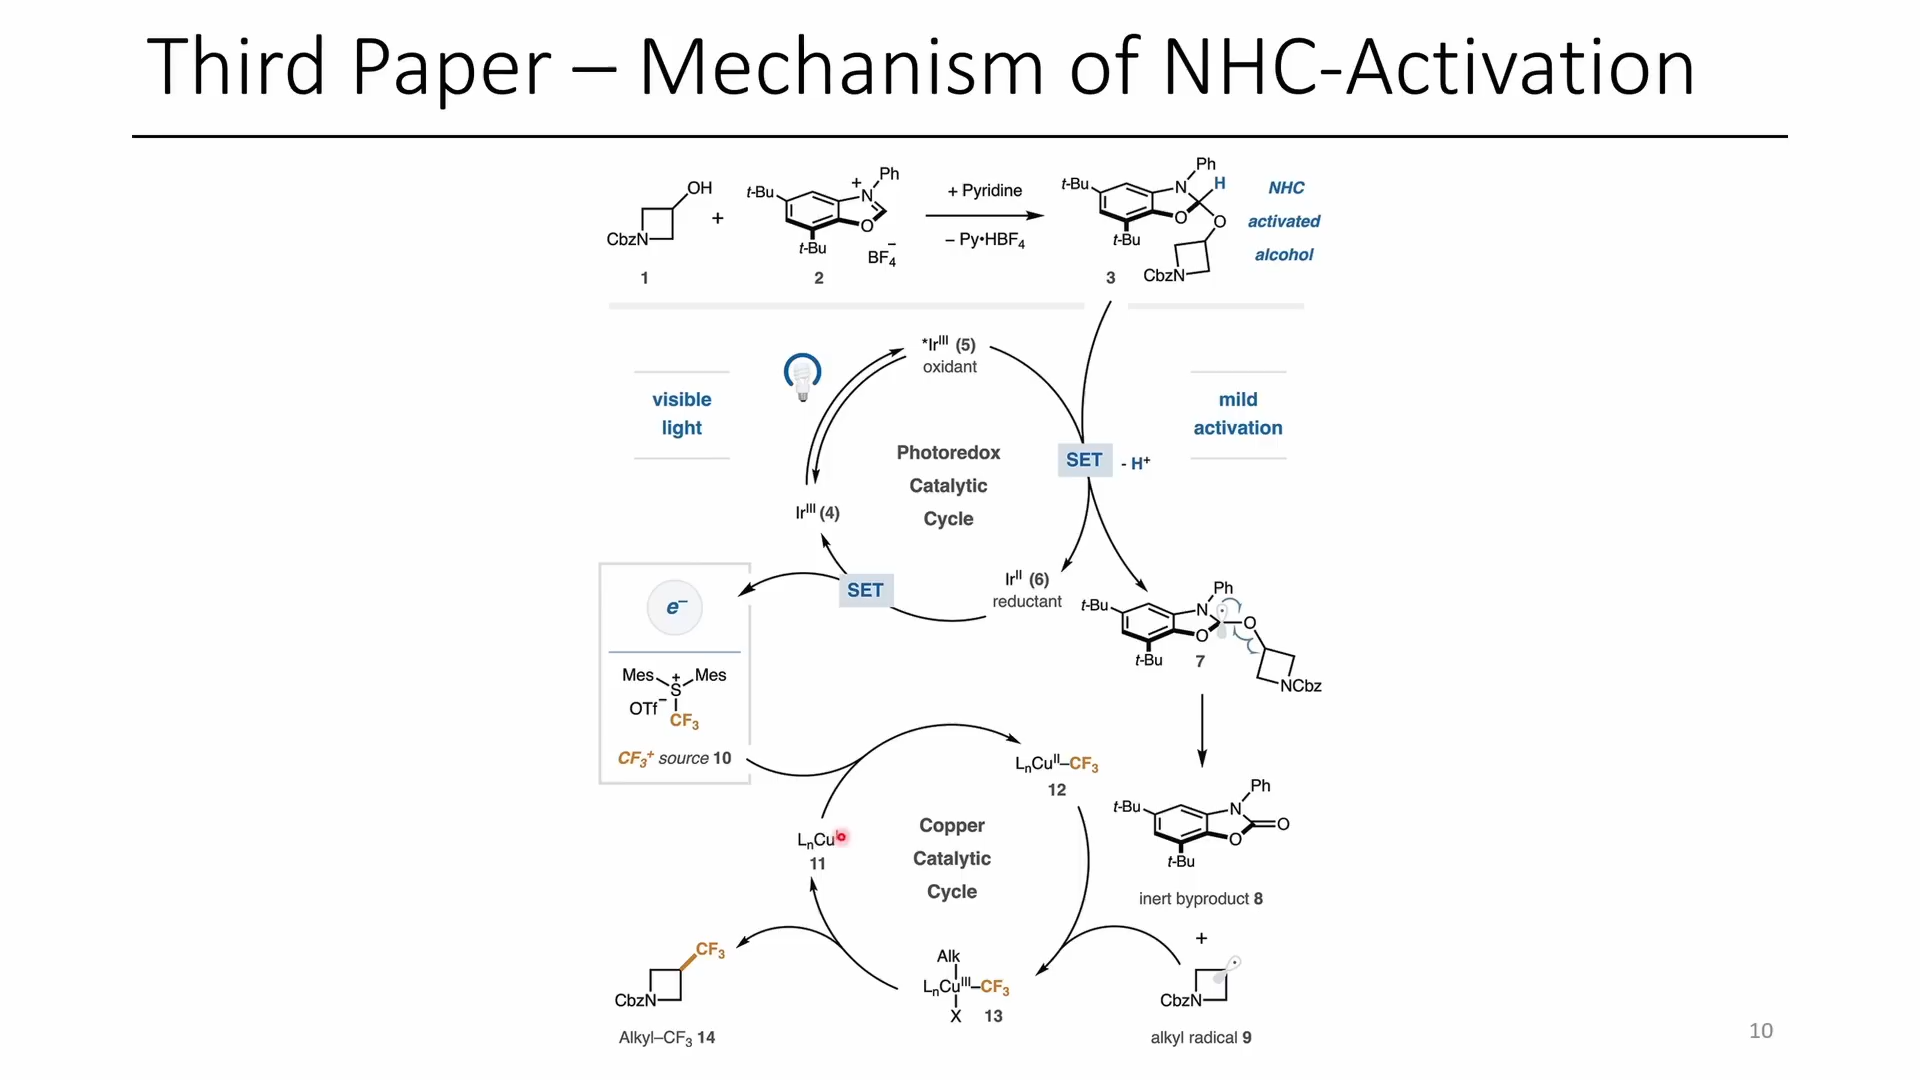 Third Paper – Mechanism of NHC-Activation
OH
CbzN
1
+
t-Bu
+
Ph
N
O
t-Bu
BF4−
2
+ Pyridine
– Py•HBF4
t-Bu
Ph
N
H
O
O
t-Bu
CbzN
3
NHC
activated
alcohol
*IrIII (5)
oxidant
visible
light
mild
activation
Photoredox
Catalytic
Cycle
SET
- H+
IrIII (4)
IrII (6)
reductant
SET
e−
Mes
+
S
Mes
OTf−
CF3
CF3+ source 10
t-Bu
Ph
N
O
O
t-Bu
7
NCbz
LnCuII–CF3
12
LnCu
11
Copper
Catalytic
Cycle
t-Bu
Ph
N
O
O
t-Bu
inert byproduct 8
+
CF3
CbzN
Alkyl–CF3 14
Alk
LnCuIII–CF3
X
13
CbzN
alkyl radical 9
10